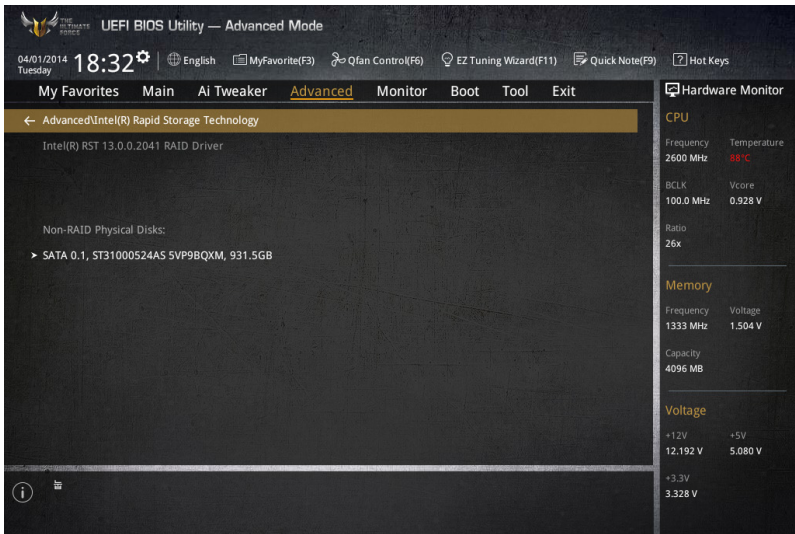 THE
ULTIMATE
FORCE
UEFI BIOS Utility — Advanced Mode
04/01/2014
Tuesday
18:32
English
MyFavorite(F3)
Qfan Control(F6)
EZ Tuning Wizard(F11)
Quick Note(F9)
?
Hot Keys
My Favorites Main Ai Tweaker Advanced Monitor Boot Tool Exit
Hardware Monitor
← Advanced\Intel(R) Rapid Storage Technology
Intel(R) RST 13.0.0.2041 RAID Driver
Non-RAID Physical Disks:
SATA 0.1, ST31000524AS 5VP9BQXM, 931.5GB
CPU
Frequency Temperature
2600 MHz 88°C
BCLK Vcore
100.0 MHz 0.928 V
Ratio
26x
Memory
Frequency Voltage
1333 MHz 1.504 V
Capacity
4096 MB
Voltage
+12V +5V
12.192 V 5.080 V
+3.3V
3.328 V
i